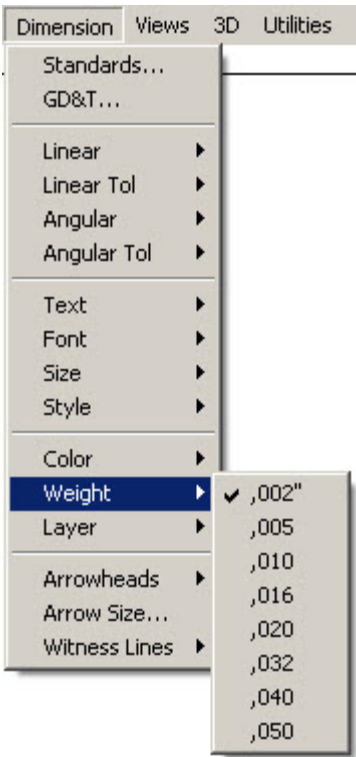 Dimension Views 3D Utilities
Standards...
GD&T...
Linear
Linear Tol
Angular
Angular Tol
Text
Font
Size
Style
Color
Weight
Layer
Arrowheads
Arrow Size...
Witness Lines
,002"
,005
,010
,016
,020
,032
,040
,050